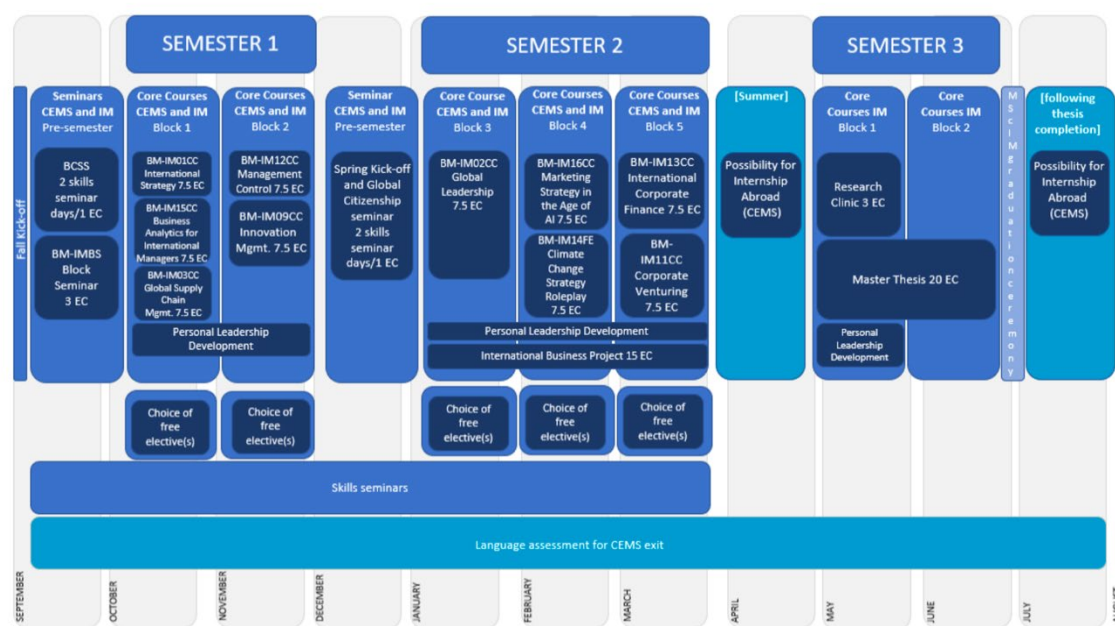 SEMESTER 1
SEMESTER 2
SEMESTER 3
Fall Kick-off
Seminars
CEMS and IM
Pre-semester
BCSS
2 skills
seminar
days/1 EC
BM-IMBS
Block
Seminar
3 EC
Core Courses
CEMS and IM
Block 1
BM-IM01CC
International
Strategy 7.5 EC
BM-IM15CC
Business
Analytics for
International
Managers 7.5 EC
BM-IM03CC
Global Supply
Chain
Mgmt. 7.5 EC
Core Courses
CEMS and IM
Block 2
BM-IM12CC
Management
Control 7.5 EC
BM-IM09CC
Innovation
Mgmt. 7.5 EC
Personal Leadership
Development
Seminar
CEMS and IM
Pre-semester
Spring Kick-off
and Global
Citizenship
seminar
2 skills
seminar
days/1 EC
Core Course
CEMS and IM
Block 3
BM-IM02CC
Global
Leadership
7.5 EC
Core Courses
CEMS and IM
Block 4
BM-IM16CC
Marketing
Strategy in
the Age of
AI 7.5 EC
BM-IM14FE
Climate
Change
Strategy
Roleplay
7.5 EC
Core Courses
CEMS and IM
Block 5
BM-IM13CC
International
Corporate
Finance 7.5 EC
BM-
IM11CC
Corporate
Venturing
7.5 EC
Personal Leadership Development
International Business Project 15 EC
[Summer]
Possibility for
Internship
Abroad
(CEMS)
Core
Courses IM
Block 1
Research
Clinic 3 EC
Core
Courses IM
Block 2
Master Thesis 20 EC
Personal
Leadership
Development
MScIMgraduationceremony
[following
thesis
completion]
Possibility for
Internship
Abroad
(CEMS)
Choice of
free
elective(s)
Choice of
free
elective(s)
Choice of
free
elective(s)
Choice of
free
elective(s)
Choice of
free
elective(s)
Skills seminars
Language assessment for CEMS exit
SEPTEMBER
OCTOBER
NOVEMBER
DECEMBER
JANUARY
FEBRUARY
MARCH
APRIL
MAY
JUNE
JULY